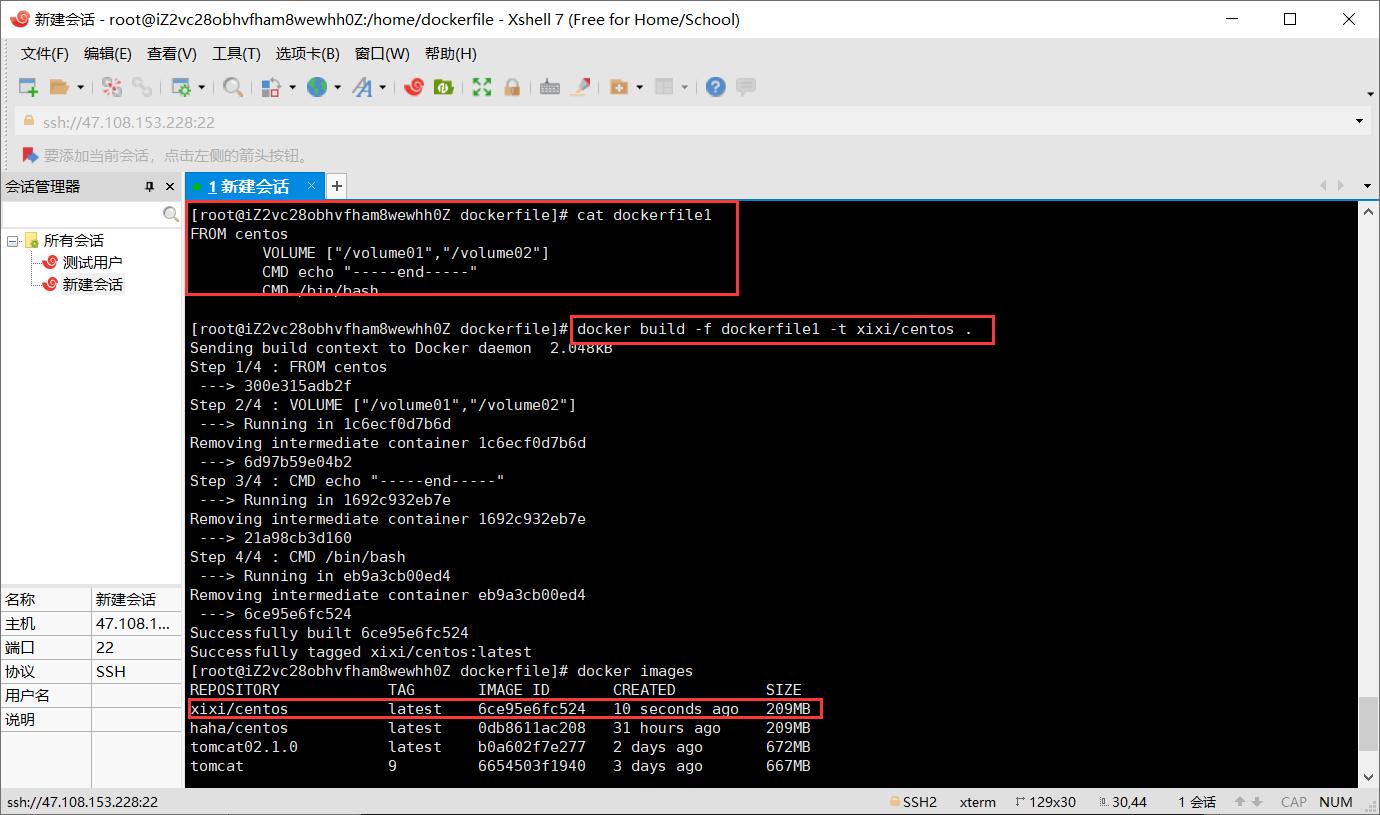 新建会话 - root@iZ2vc28obhvfham8wewhh0Z:/home/dockerfile - Xshell 7 (Free for Home/School)
文件(F) 编辑(E) 查看(V) 工具(T) 选项卡(B) 窗口(W) 帮助(H)
ssh://47.108.153.228:22
要添加当前会话，点击左侧的箭头按钮。
会话管理器
1 新建会话
所有会话
测试用户
新建会话
名称 新建会话
主机 47.108.1...
端口 22
协议 SSH
用户名
说明
[root@iZ2vc28obhvfham8wewhh0Z dockerfile]# cat dockerfile1
FROM centos
VOLUME ["/volume01","/volume02"]
CMD echo "-----end-----"
CMD /bin/bash
[root@iZ2vc28obhvfham8wewhh0Z dockerfile]# docker build -f dockerfile1 -t xixi/centos .
Sending build context to Docker daemon  2.048kB
Step 1/4 : FROM centos
---> 300e315adb2f
Step 2/4 : VOLUME ["/volume01","/volume02"]
---> Running in 1c6ecf0d7b6d
Removing intermediate container 1c6ecf0d7b6d
---> 6d97b59e04b2
Step 3/4 : CMD echo "-----end-----"
---> Running in 1692c932eb7e
Removing intermediate container 1692c932eb7e
---> 21a98cb3d160
Step 4/4 : CMD /bin/bash
---> Running in eb9a3cb00ed4
Removing intermediate container eb9a3cb00ed4
---> 6ce95e6fc524
Successfully built 6ce95e6fc524
Successfully tagged xixi/centos:latest
[root@iZ2vc28obhvfham8wewhh0Z dockerfile]# docker images
REPOSITORY TAG IMAGE ID CREATED SIZE
xixi/centos latest 6ce95e6fc524 10 seconds ago 209MB
haha/centos latest 0db8611ac208 31 hours ago 209MB
tomcat02.1.0 latest b0a602f7e277 2 days ago 672MB
tomcat 9 6654503f1940 3 days ago 667MB
ssh://47.108.153.228:22 SSH2 xterm 129x30 30,44 1 会话 CAP NUM